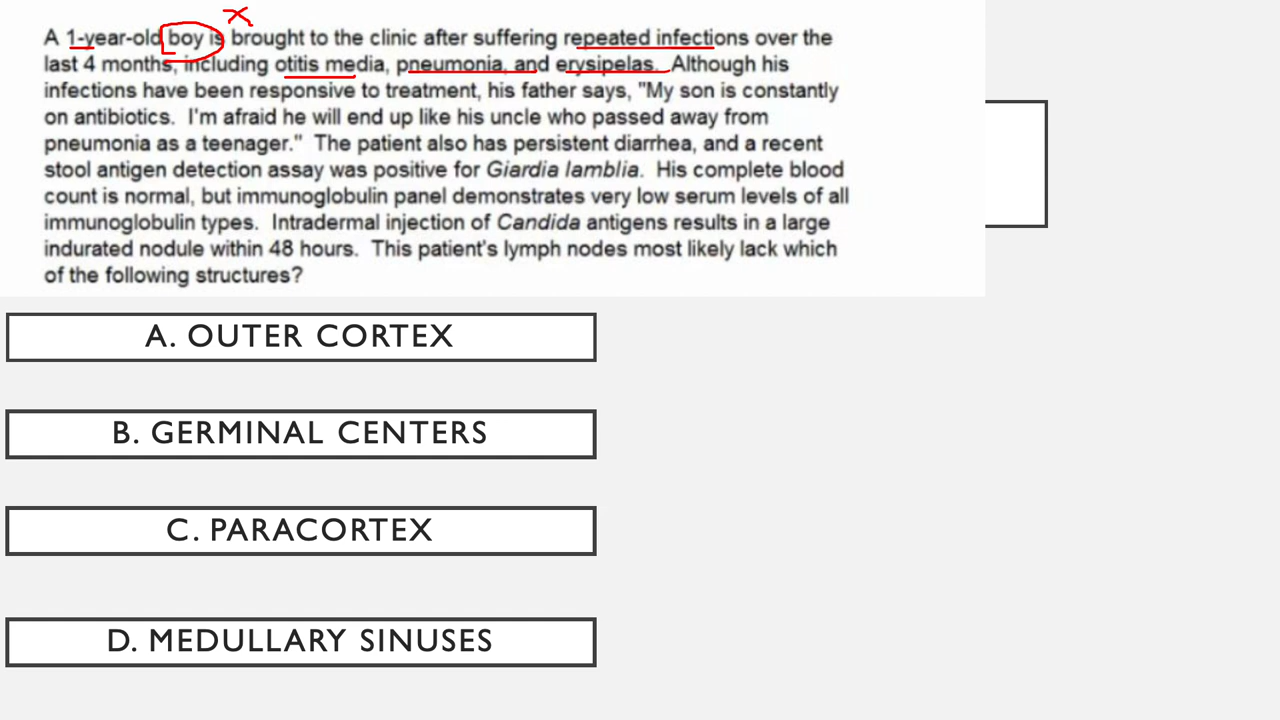 x
A 1-year-old boy is brought to the clinic after suffering repeated infections over the
last 4 months, including otitis media, pneumonia, and erysipelas.  Although his
infections have been responsive to treatment, his father says, "My son is constantly
on antibiotics.  I'm afraid he will end up like his uncle who passed away from
pneumonia as a teenager."  The patient also has persistent diarrhea, and a recent
stool antigen detection assay was positive for Giardia lamblia.  His complete blood
count is normal, but immunoglobulin panel demonstrates very low serum levels of all
immunoglobulin types.  Intradermal injection of Candida antigens results in a large
indurated nodule within 48 hours.  This patient's lymph nodes most likely lack which
of the following structures?
A. OUTER CORTEX
B. GERMINAL CENTERS
C. PARACORTEX
D. MEDULLARY SINUSES